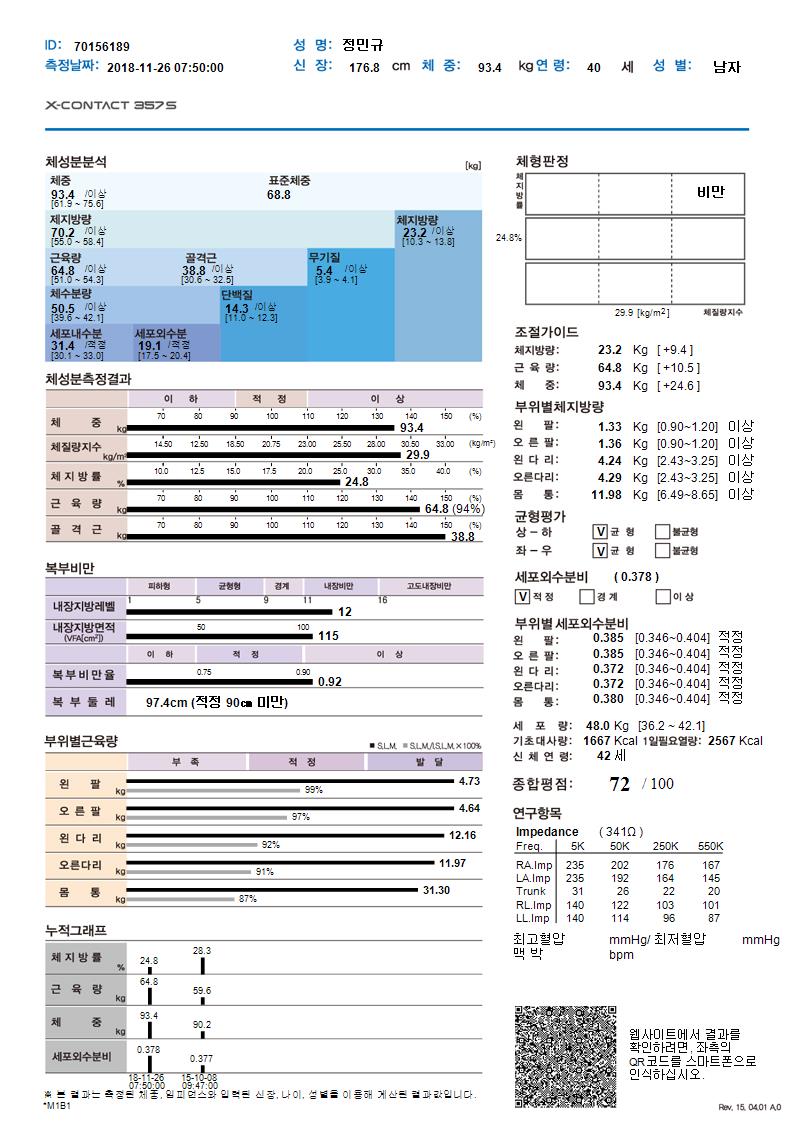 ID: 70156189 성 명: 정민규
측정날짜: 2018-11-26 07:50:00 신 장: 176.8 cm 체 중: 93.4 kg 연령: 40 세 성 별: 남자
X-CONTACT 357S
체성분분석 [kg]
체중 표준체중
93.4 /이상 68.8
[61.9 ~ 75.6]
제지방량 체지방량
70.2 /이상 23.2 /이상
[55.0 ~ 58.4] [10.3 ~ 13.8]
근육량 골격근 무기질
64.8 /이상 38.8 /이상 5.4 /이상
[51.0 ~ 54.3] [30.6 ~ 32.5] [3.9 ~ 4.1]
체수분량 단백질
50.5 /이상 14.3 /이상
[39.6 ~ 42.1] [11.0 ~ 12.3]
세포내수분 세포외수분
31.4 /적정 19.1 /적정
[30.1 ~ 33.0] [17.5 ~ 20.4]
체성분측정결과
이 하 적 정 이 상
70 80 90 100 110 120 130 140 150 (%)
체 중 kg 93.4
14.50 12.50 18.50 20.75 23.00 25.50 28.00 30.50 33.00 (kg/m²)
체질량지수 kg/m² 29.9
10.0 12.5 15.0 17.5 20.0 25.0 30.0 35.0 40.0 (%)
체지방률 % 24.8
70 80 90 100 110 120 130 140 150 (%)
근 육 량 kg 64.8 (94%)
70 80 90 100 110 120 130 140 150 (%)
골 격 근 kg 38.8
복부비만
피하형 균형형 경계 내장비만 고도내장비만
1 5 9 11 16
내장지방레벨 12
50 100
내장지방면적 (VFA[cm²]) 115
이 하 적 정 이 상
0.75 0.90
복부비만율 0.92
복 부 둘 레 97.4cm (적정 90㎝ 미만)
부위별근육량 ■ S.L.M. ■ S.L.M./I.S.L.M.×100%
부 족 적 정 발 달
왼 팔 kg 4.73
99%
오 른 팔 kg 4.64
97%
왼 다 리 kg 12.16
92%
오른다리 kg 11.97
91%
몸 통 kg 31.30
87%
누적그래프
체지방률 % 24.8 28.3
근 육 량 kg 64.8 59.6
체 중 kg 93.4 90.2
세포외수분비 0.378 0.377
18-11-26 15-10-08
07:50:00 09:47:00
※ 본 결과는 측정된 체중, 임피던스와 입력된 신장, 나이, 성별을 이용해 계산된 결과값입니다.
*M1B1
체형판정
체지방률 비만
24.8%
29.9 [kg/m2] 체질량지수
조절가이드
체지방량: 23.2 Kg [ +9.4 ]
근 육 량: 64.8 Kg [ +10.5 ]
체 중: 93.4 Kg [ +24.6 ]
부위별체지방량
왼 팔: 1.33 Kg [0.90~1.20] 이상
오 른 팔: 1.36 Kg [0.90~1.20] 이상
왼 다 리: 4.24 Kg [2.43~3.25] 이상
오른다리: 4.29 Kg [2.43~3.25] 이상
몸 통: 11.98 Kg [6.49~8.65] 이상
균형평가
상 – 하 V 균 형 불균형
좌 – 우 V 균 형 불균형
세포외수분비 ( 0.378 )
V 적 정 경 계 이 상
부위별 세포외수분비
왼 팔: 0.385 [0.346~0.404] 적정
오 른 팔: 0.385 [0.346~0.404] 적정
왼 다 리: 0.372 [0.346~0.404] 적정
오른다리: 0.372 [0.346~0.404] 적정
몸 통: 0.380 [0.346~0.404] 적정
세 포 량: 48.0 Kg [36.2 ~ 42.1]
기초대사량: 1667 Kcal 1일필요열량: 2567 Kcal
신 체 연 령: 42 세
종합평점: 72 / 100
연구항목
Impedance ( 341Ω )
Freq. 5K 50K 250K 550K
RA.Imp 235 202 176 167
LA.Imp 235 192 164 145
Trunk 31 26 22 20
RL.Imp 140 122 103 101
LL.Imp 140 114 96 87
최고혈압 mmHg/ 최저혈압 mmHg
맥 박 bpm
웹사이트에서 결과를
확인하려면, 좌측의
QR코드를 스마트폰으로
인식하십시오.
Rev. 15. 04.01 A.0